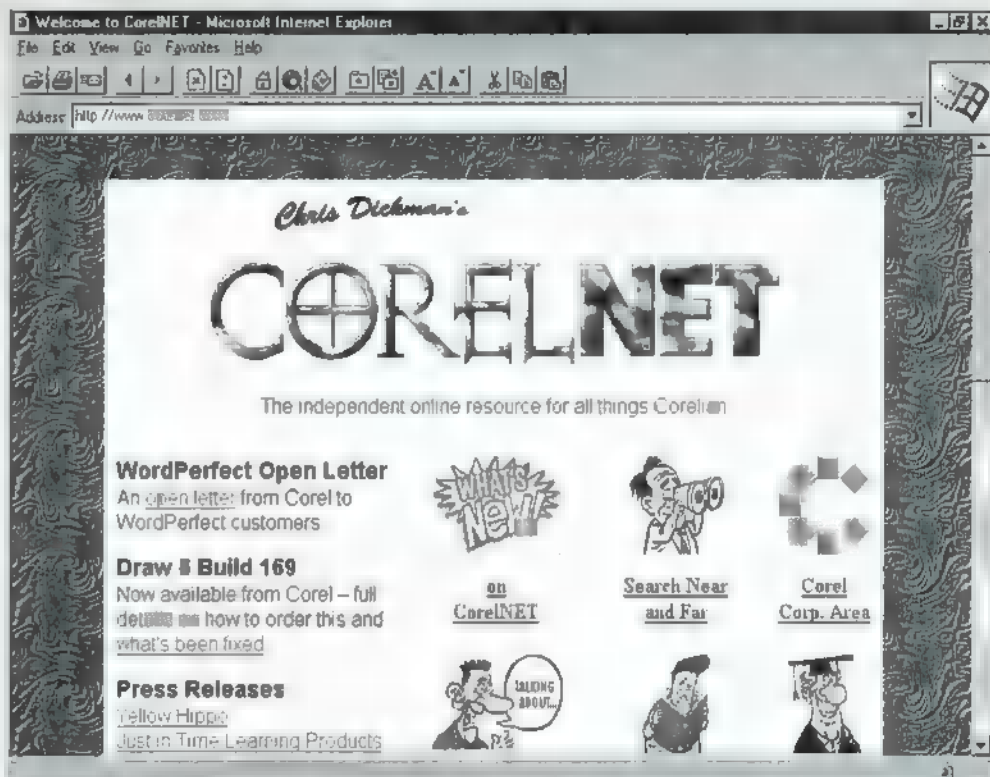 Welcome to CorelNET - Microsoft Internet Explorer
File Edit View Go Favorites Help
Address: http://www
Chris Dickman's
CORELNET
The independent online resource for all things Corelian
WordPerfect Open Letter
An open letter from Corel to
WordPerfect customers
Draw Build 169
Now available from Corel – full
details on how to order this and
what's been fixed
Press Releases
Yellow Hippo
Just in Time Learning Products
WHAT'S
NEW!!
on
CorelNET
Search Near
and Far
Corel
Corp. Area
TALKING
ABOUT...